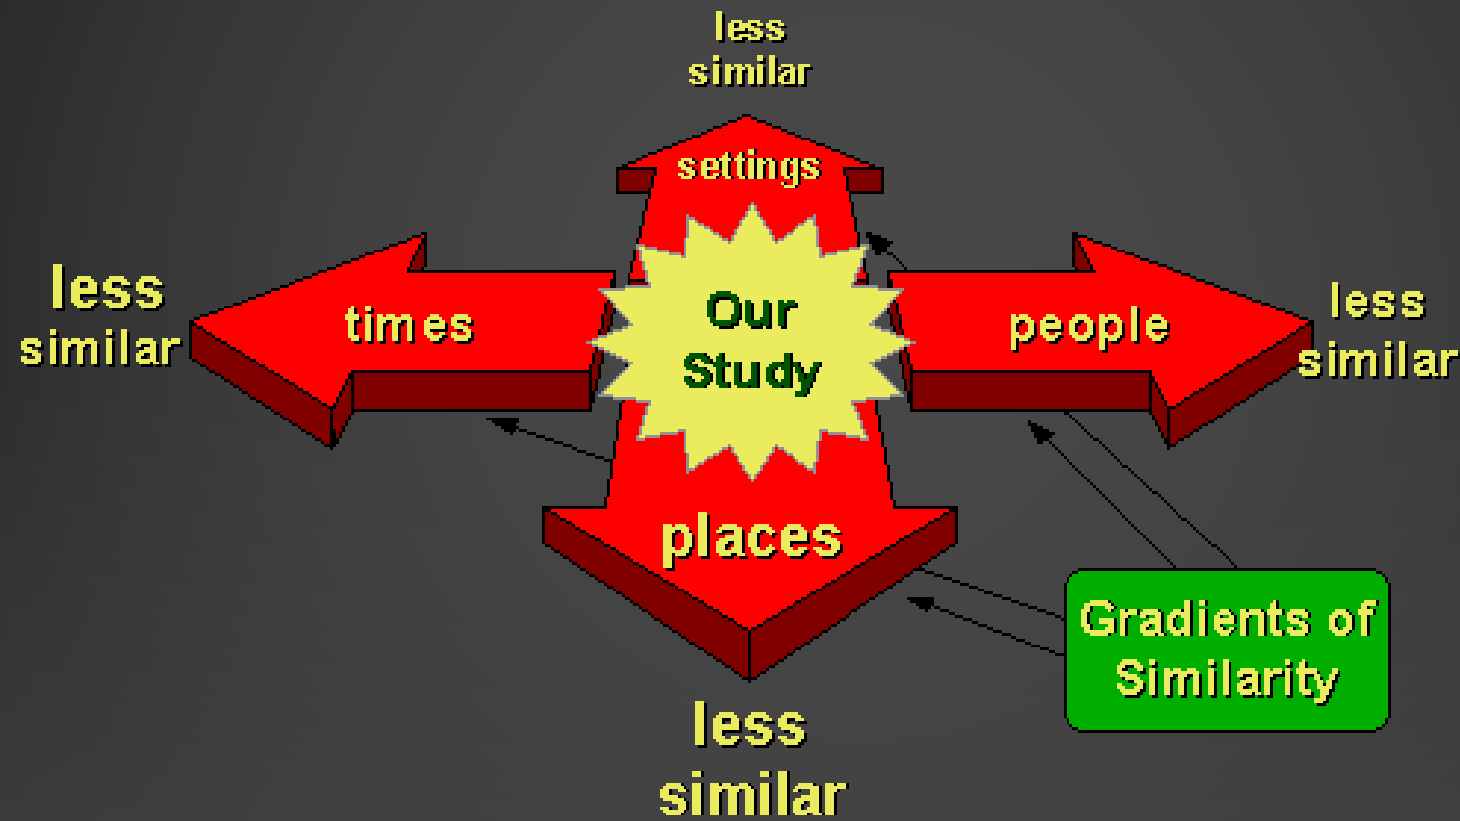 less
similar
settings
less
similar
times
Our
Study
people
less
similar
places
Gradients of
Similarity
less
similar